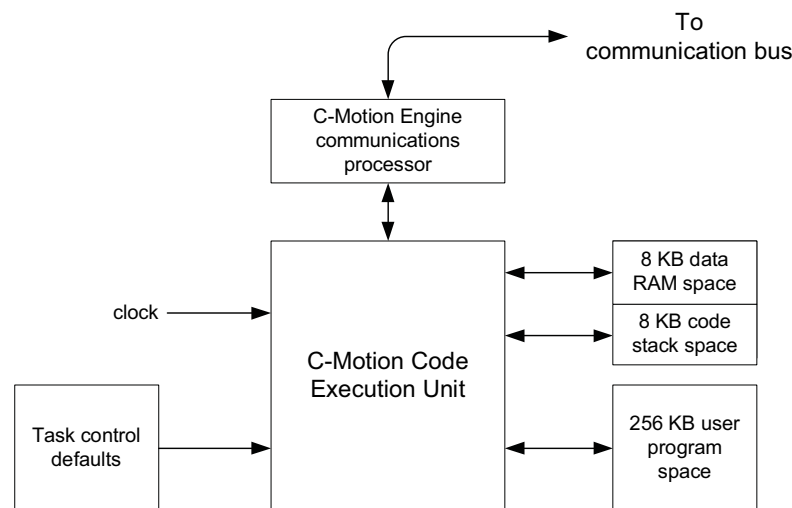 To
communication bus
C-Motion Engine
communications
processor
8 KB data
RAM space
clock
8 KB code
stack space
C-Motion Code
Execution Unit
Task control
defaults
256 KB user
program
space